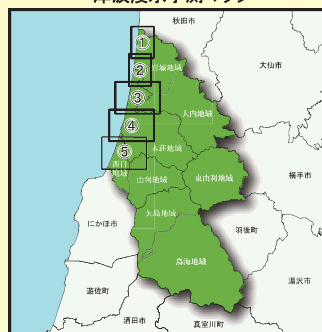 津波浸水予測マップ
秋田市
①
岩城地域
②
大仙市
③
大内地域
④
本荘地域
⑤
西目
地域
東由利地域
横手市
由利地域
にかほ市
矢島地域
羽後町
鳥海地域
湯沢市
遊佐町
酒田市
真室川町